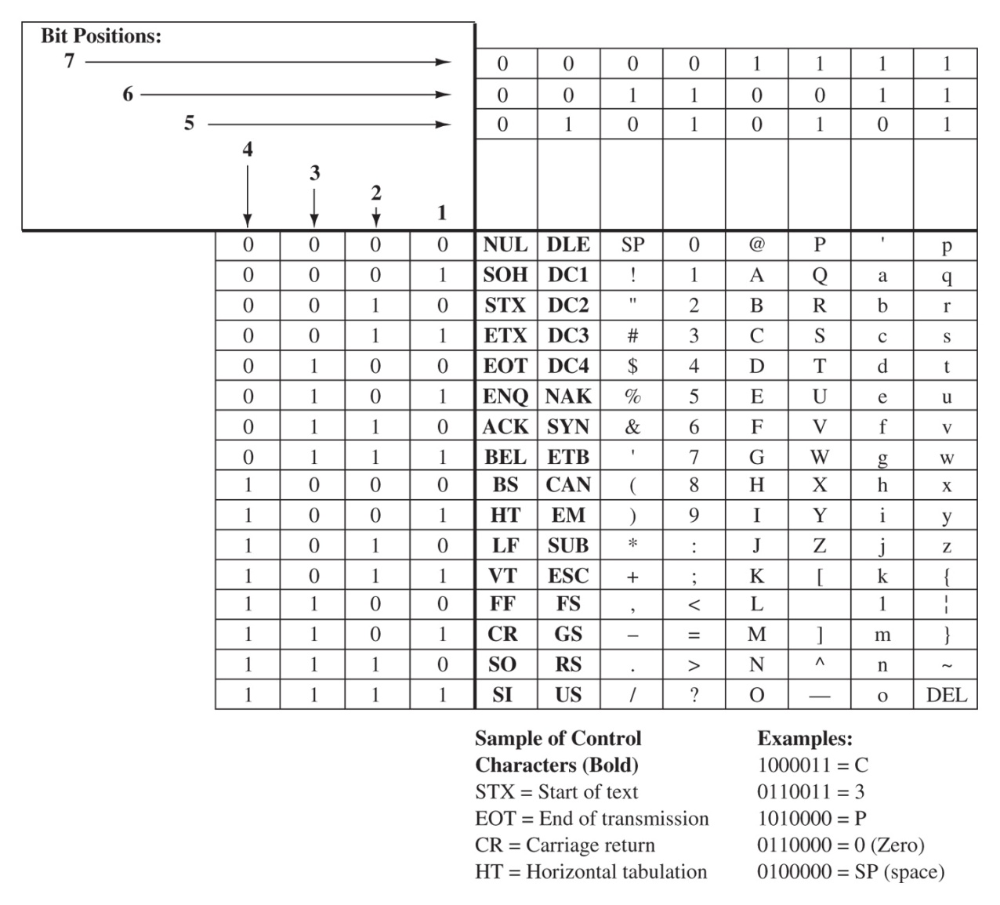 Bit Positions:
7 0 0 0 0 1 1 1 1
6 0 0 1 1 0 0 1 1
5 0 1 0 1 0 1 0 1
4
3
2
1
0 0 0 0 NUL DLE SP 0 @ P ' p
0 0 0 1 SOH DC1 ! 1 A Q a q
0 0 1 0 STX DC2 " 2 B R b r
0 0 1 1 ETX DC3 # 3 C S c s
0 1 0 0 EOT DC4 $ 4 D T d t
0 1 0 1 ENQ NAK % 5 E U e u
0 1 1 0 ACK SYN & 6 F V f v
0 1 1 1 BEL ETB ' 7 G W g w
1 0 0 0 BS CAN ( 8 H X h x
1 0 0 1 HT EM ) 9 I Y i y
1 0 1 0 LF SUB * : J Z j z
1 0 1 1 VT ESC + ; K [ k {
1 1 0 0 FF FS , < L l ¦
1 1 0 1 CR GS – = M ] m }
1 1 1 0 SO RS . > N ^ n ~
1 1 1 1 SI US / ? O — o DEL
Sample of Control
Characters (Bold)
STX = Start of text
EOT = End of transmission
CR = Carriage return
HT = Horizontal tabulation
Examples:
1000011 = C
0110011 = 3
1010000 = P
0110000 = 0 (Zero)
0100000 = SP (space)